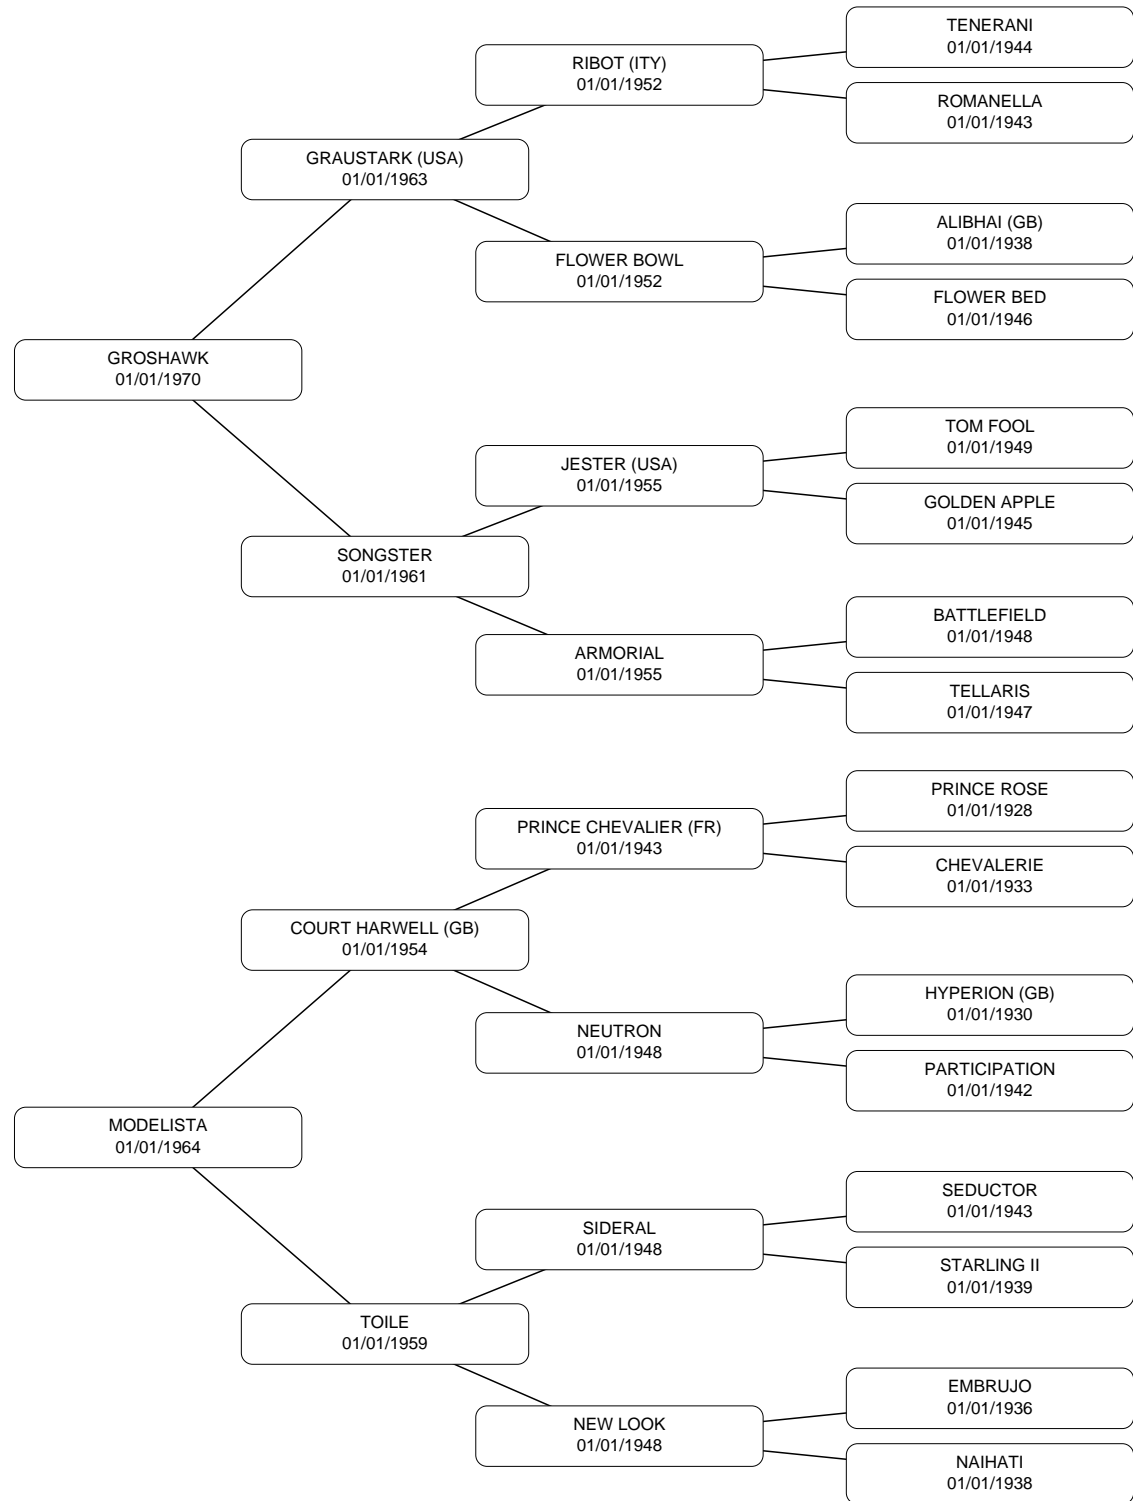 TENERANI
01/01/1944
RIBOT (ITY)
01/01/1952
ROMANELLA
01/01/1943
GRAUSTARK (USA)
01/01/1963
ALIBHAI (GB)
01/01/1938
FLOWER BOWL
01/01/1952
FLOWER BED
01/01/1946
GROSHAWK
01/01/1970
TOM FOOL
01/01/1949
JESTER (USA)
01/01/1955
GOLDEN APPLE
01/01/1945
SONGSTER
01/01/1961
BATTLEFIELD
01/01/1948
ARMORIAL
01/01/1955
TELLARIS
01/01/1947
PRINCE ROSE
01/01/1928
PRINCE CHEVALIER (FR)
01/01/1943
CHEVALERIE
01/01/1933
COURT HARWELL (GB)
01/01/1954
HYPERION (GB)
01/01/1930
NEUTRON
01/01/1948
PARTICIPATION
01/01/1942
MODELISTA
01/01/1964
SEDUCTOR
01/01/1943
SIDERAL
01/01/1948
STARLING II
01/01/1939
TOILE
01/01/1959
EMBRUJO
01/01/1936
NEW LOOK
01/01/1948
NAIHATI
01/01/1938